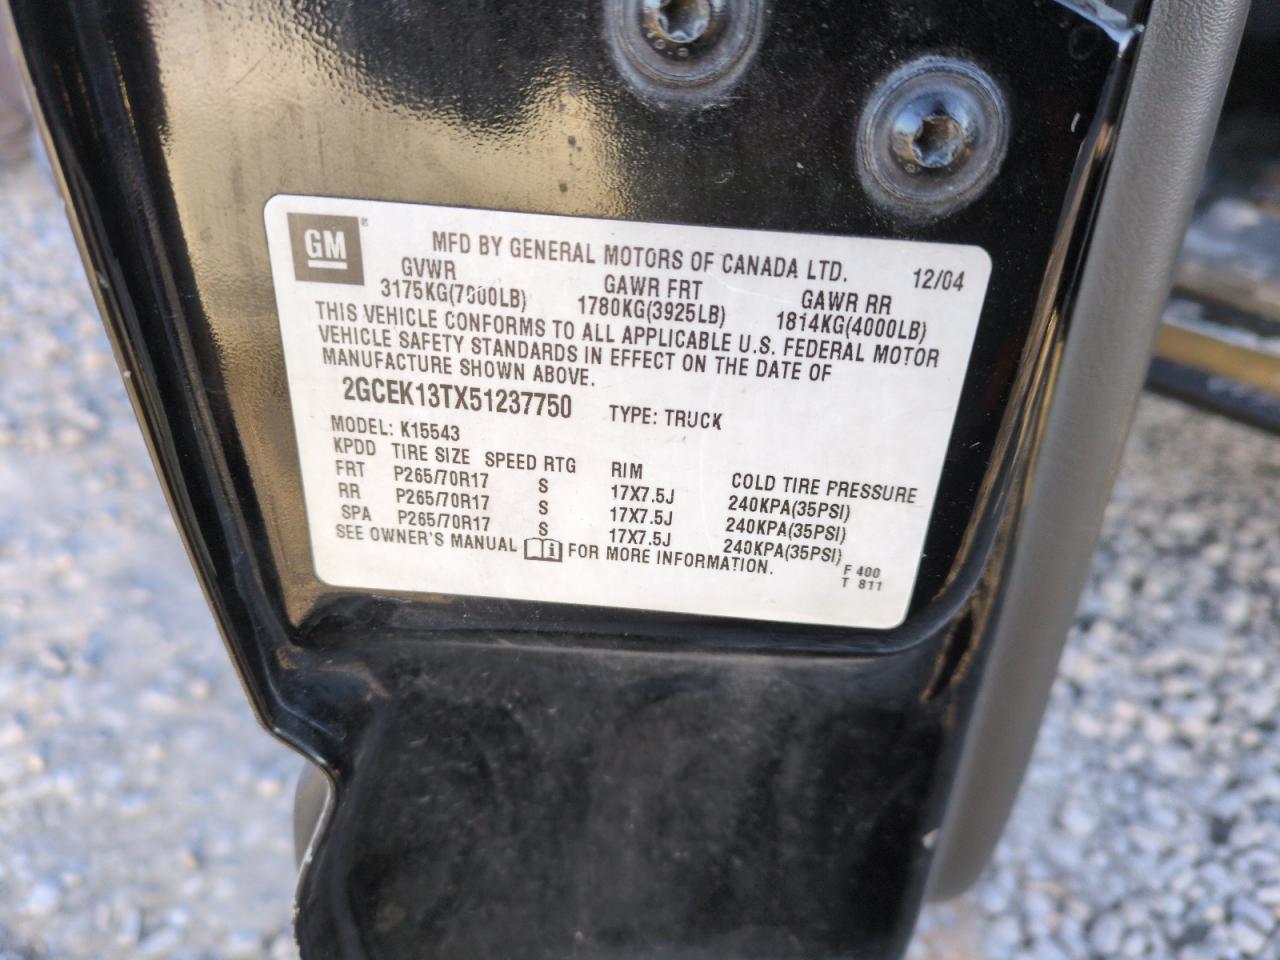 GM ®
MFD BY GENERAL MOTORS OF CANADA LTD. 12/04
GVWR GAWR FRT GAWR RR
3175KG(7000LB) 1780KG(3925LB) 1814KG(4000LB)
THIS VEHICLE CONFORMS TO ALL APPLICABLE U.S. FEDERAL MOTOR
VEHICLE SAFETY STANDARDS IN EFFECT ON THE DATE OF
MANUFACTURE SHOWN ABOVE.
2GCEK13TX51237750 TYPE: TRUCK
MODEL: K15543
KPDD TIRE SIZE SPEED RTG RIM COLD TIRE PRESSURE
FRT P265/70R17 S 17X7.5J 240KPA(35PSI)
RR P265/70R17 S 17X7.5J 240KPA(35PSI)
SPA P265/70R17 S 17X7.5J 240KPA(35PSI)
SEE OWNER'S MANUAL i FOR MORE INFORMATION.
F 400
T 811